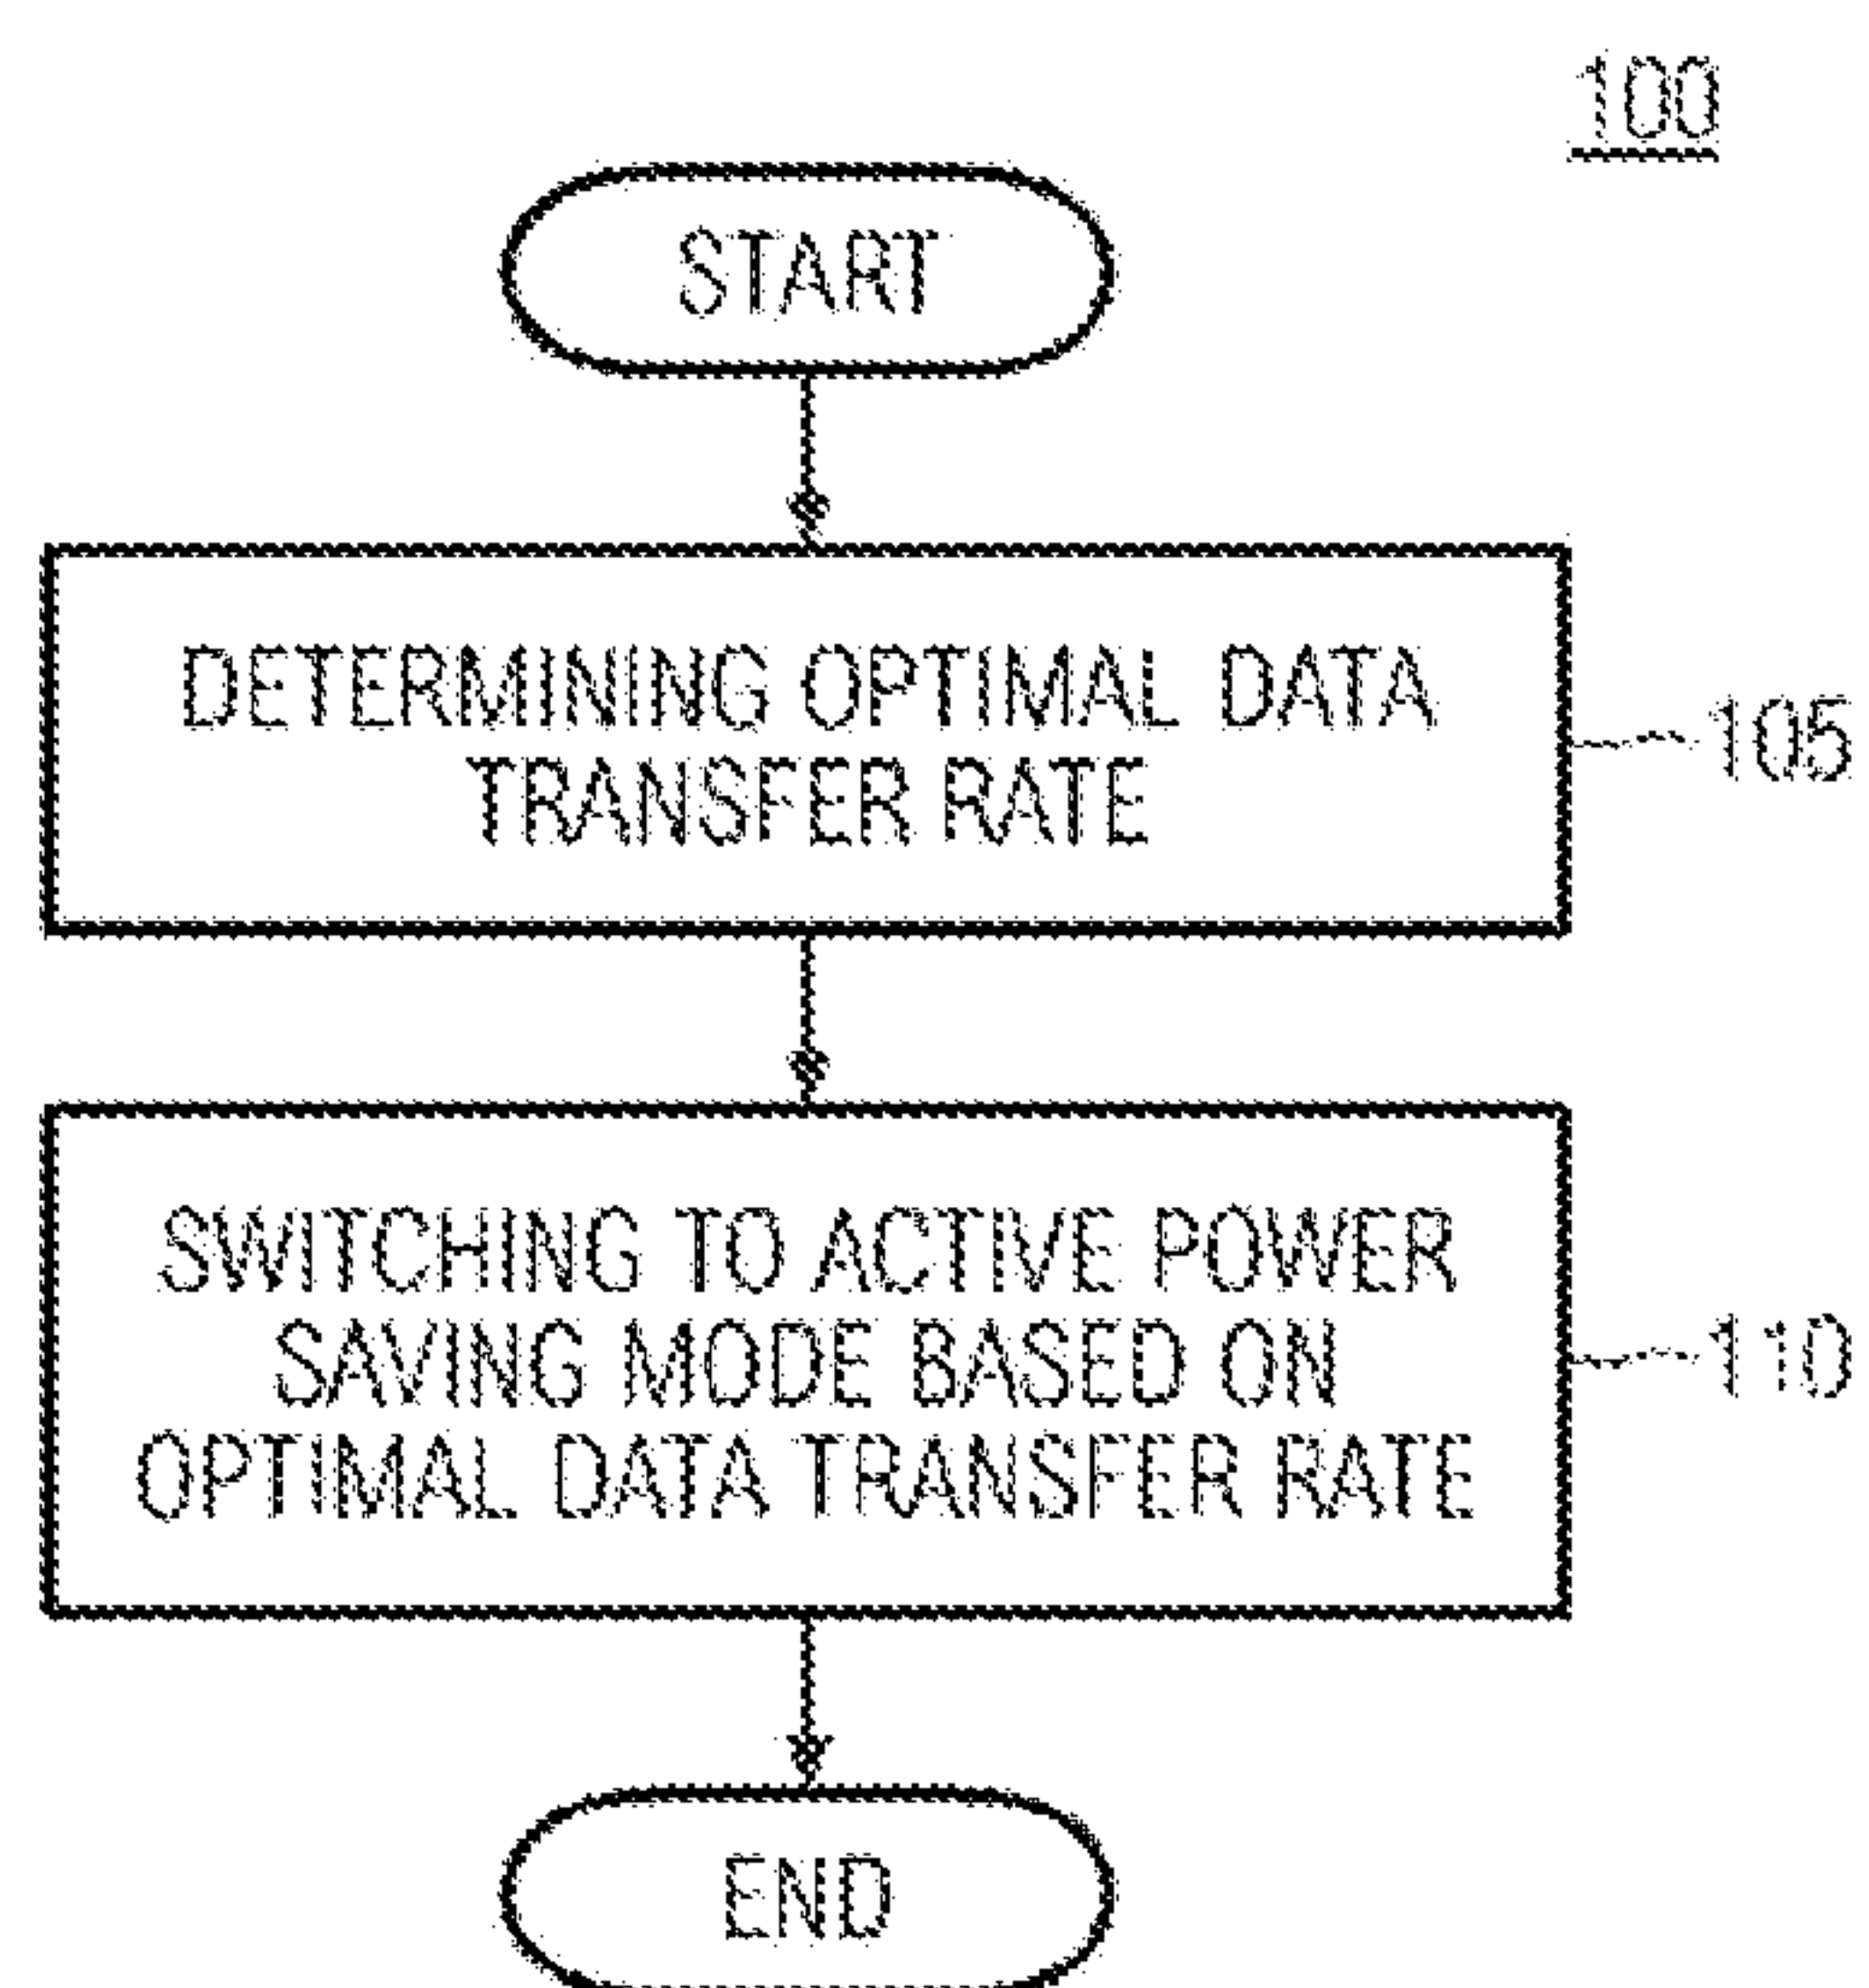 100
START
DETERMINING OPTIMAL DATA
TRANSFER RATE
105
SWITCHING TO ACTIVE POWER
SAVING MODE BASED ON
OPTIMAL DATA TRANSFER RATE
110
END